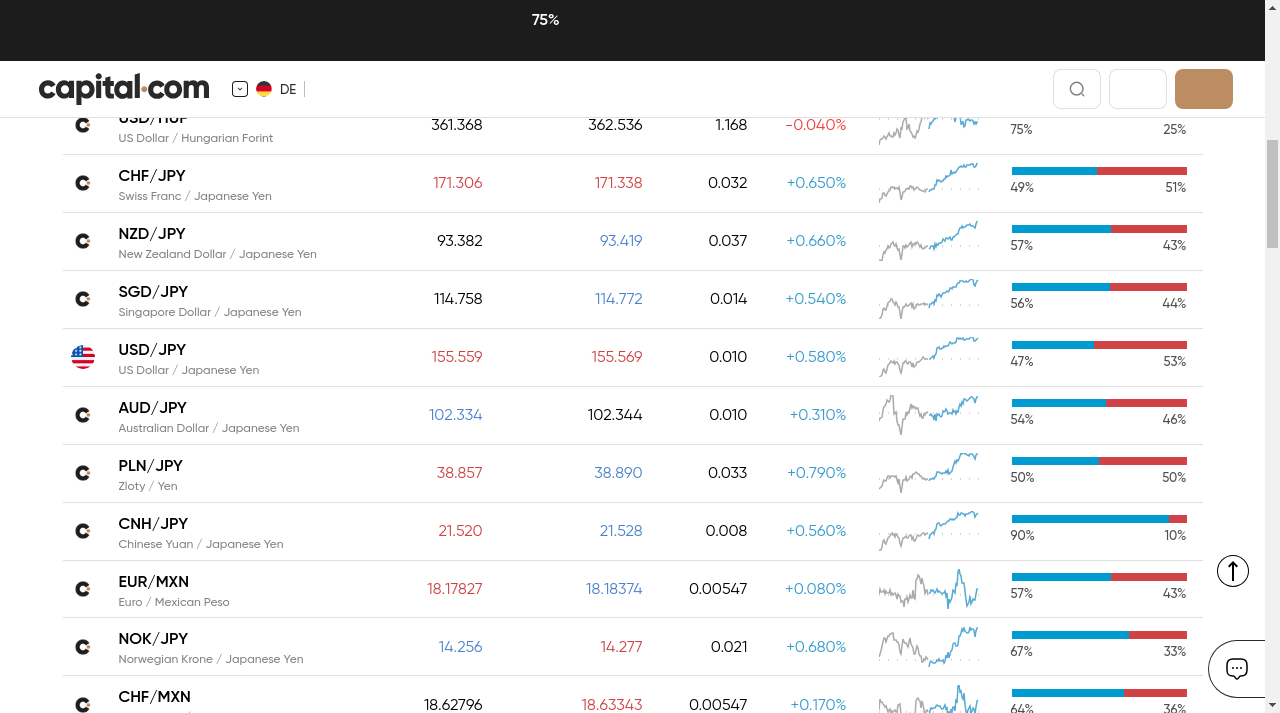 75%
capital.com
DE
USD/HUF 361.368 362.536 1.168 -0.040%
US Dollar / Hungarian Forint 75% 25%
CHF/JPY 171.306 171.338 0.032 +0.650%
Swiss Franc / Japanese Yen 49% 51%
NZD/JPY 93.382 93.419 0.037 +0.660%
New Zealand Dollar / Japanese Yen 57% 43%
SGD/JPY 114.758 114.772 0.014 +0.540%
Singapore Dollar / Japanese Yen 56% 44%
USD/JPY 155.559 155.569 0.010 +0.580%
US Dollar / Japanese Yen 47% 53%
AUD/JPY 102.334 102.344 0.010 +0.310%
Australian Dollar / Japanese Yen 54% 46%
PLN/JPY 38.857 38.890 0.033 +0.790%
Zloty / Yen 50% 50%
CNH/JPY 21.520 21.528 0.008 +0.560%
Chinese Yuan / Japanese Yen 90% 10%
EUR/MXN 18.17827 18.18374 0.00547 +0.080%
Euro / Mexican Peso 57% 43%
NOK/JPY 14.256 14.277 0.021 +0.680%
Norwegian Krone / Japanese Yen 67% 33%
CHF/MXN 18.62796 18.63343 0.00547 +0.170%
64% 36%